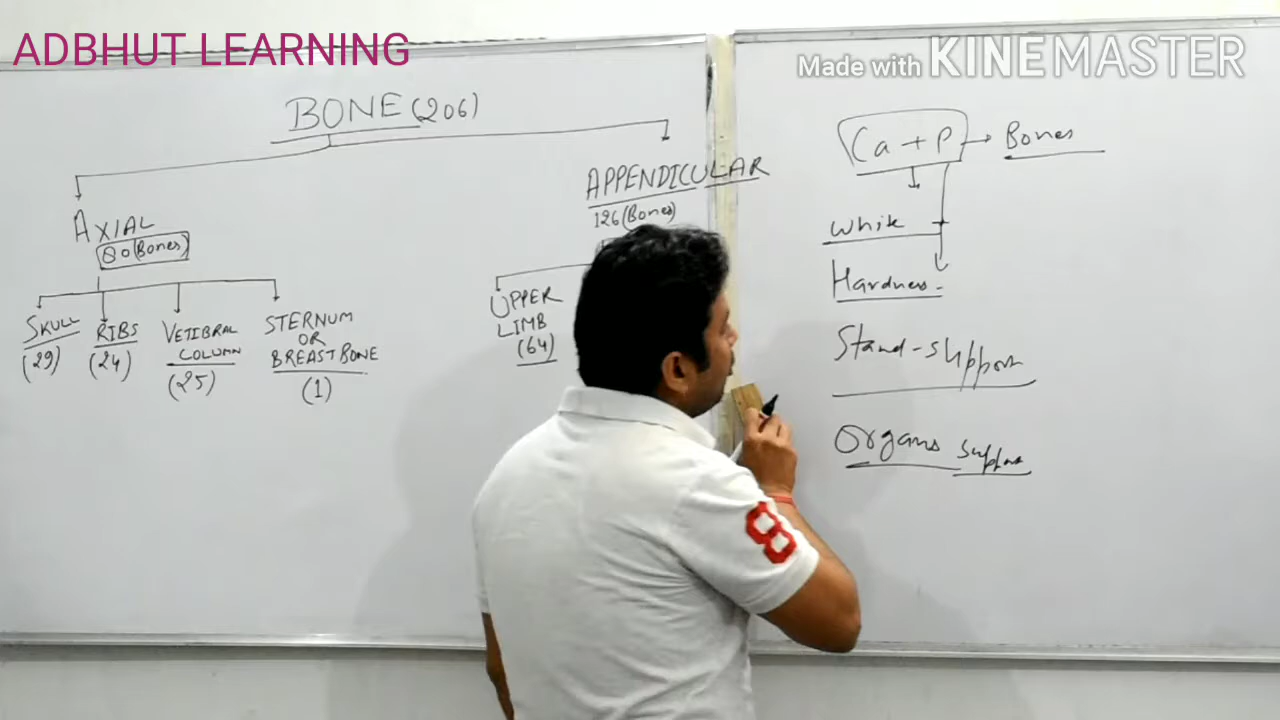 ADBHUT LEARNING
Made with KINEMASTER
BONE (206)
AXIAL
80 (Bones)
SKULL
(29)
RIBS
(24)
VETIBRAL
COLUMN
(25)
STERNUM
OR
BREAST BONE
(1)
APPENDICULAR
126 (Bones)
UPPER
LIMB
(64)
Ca + P → Bones
White
Hardness -
Stand - Support
Organs Support
8